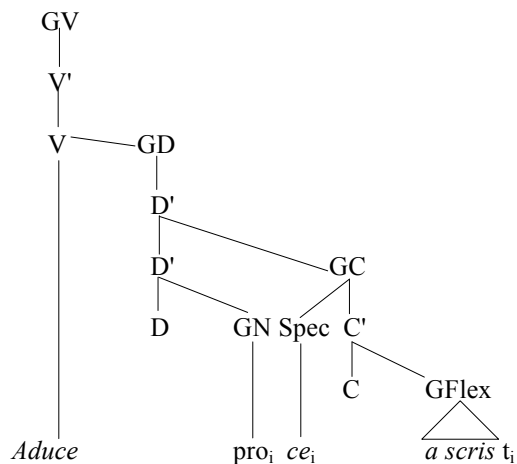 GV
V'
V GD
D'
D' GC
D GN Spec C'
C GFlex
Aduce proi cei a scris ti